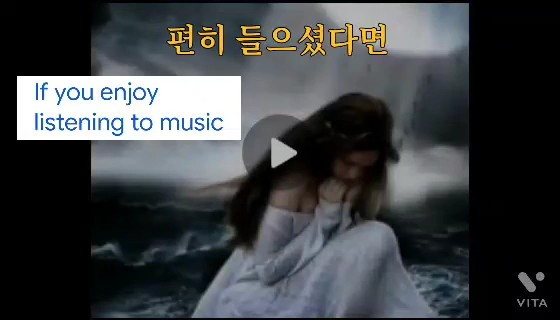 편히 들으셨다면
If you enjoy
listening to music
VITA